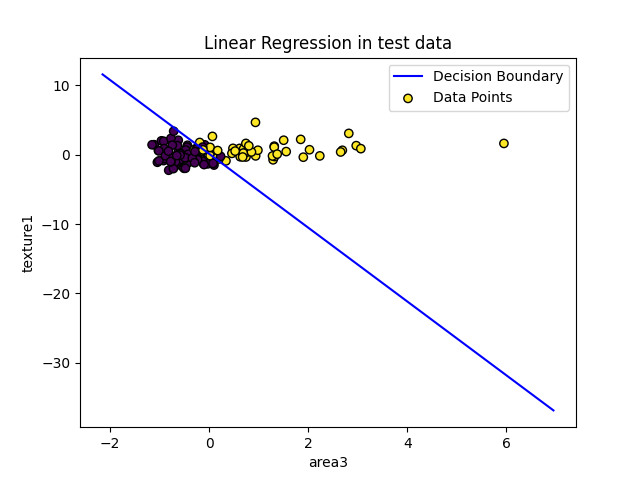 Linear Regression in test data
Decision Boundary
Data Points
texture1
10
0
−10
−20
−30
−2
0
2
4
6
area3